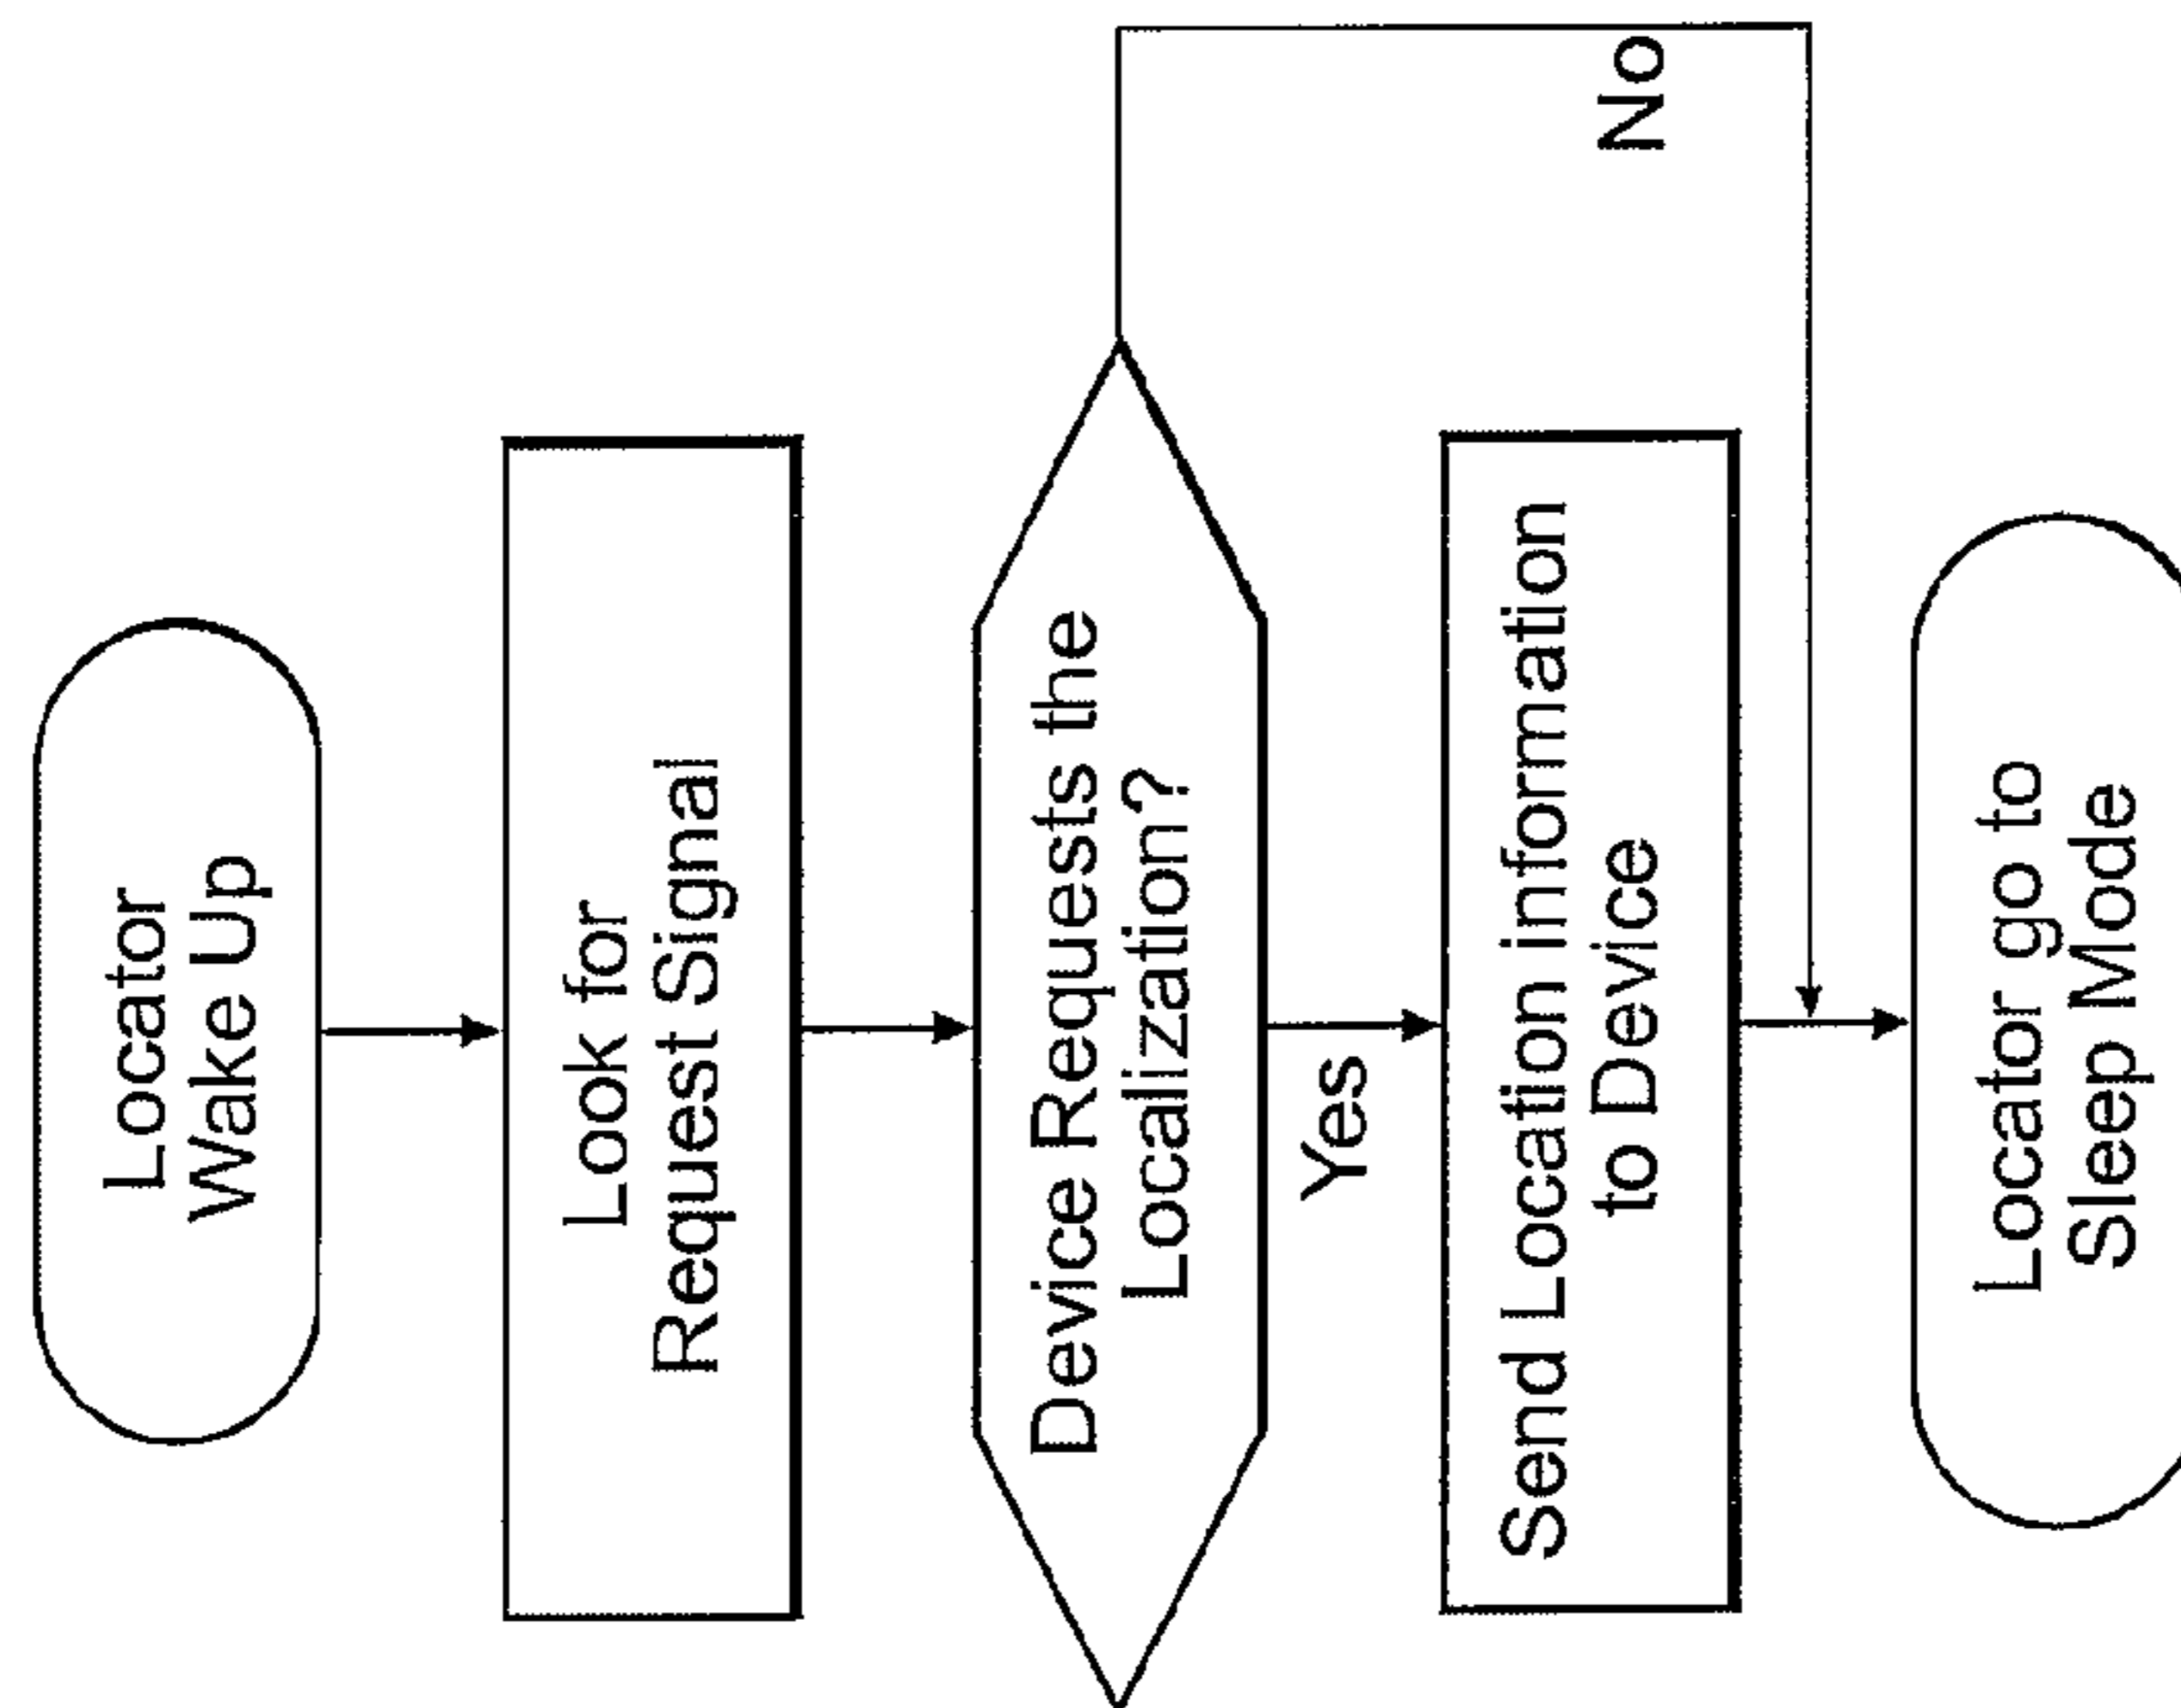 Locator
Wake Up
Look for
Request Signal
Device Requests the
Localization?
Yes
No
Send Location information
to Device
Locator go to
Sleep Mode